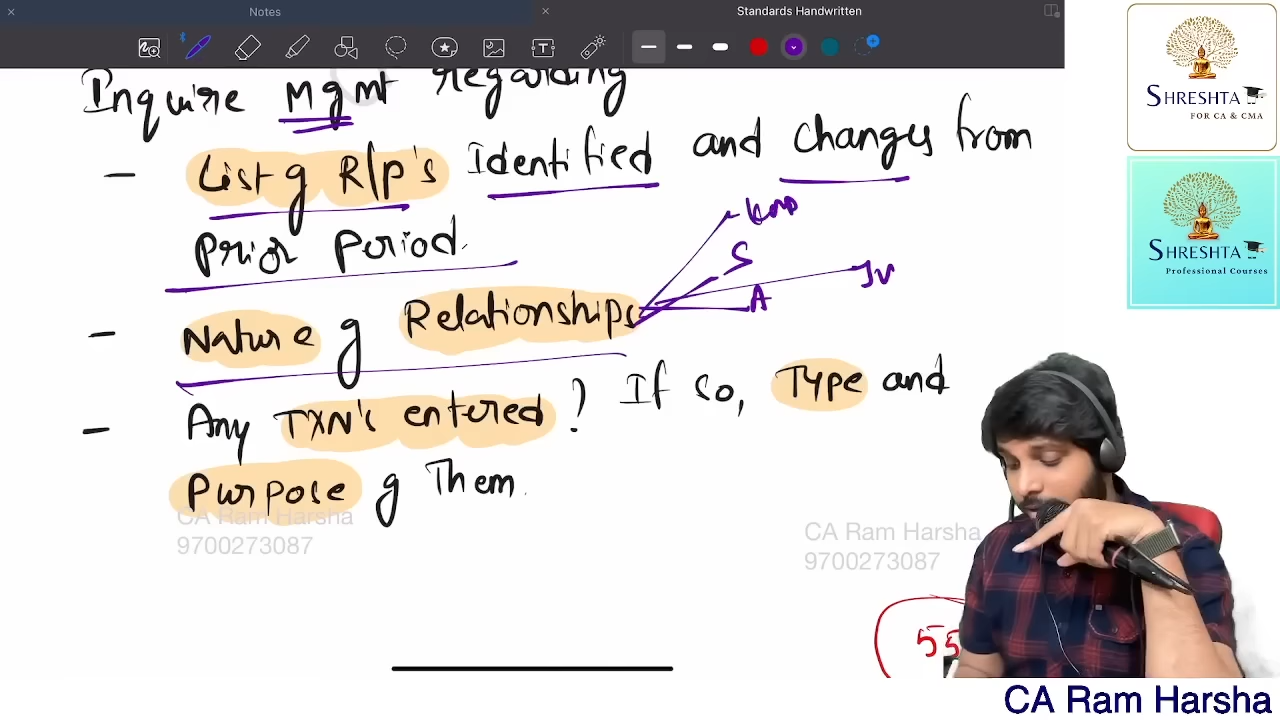 Notes
Standards Handwritten
Inquire Mgmt regarding
- List of R/p's Identified and changes from
Prior Period.
- Nature of Relationships
KMP
S
JV
A
- Any TXN's entered? If so, Type and
Purpose of Them.
CA Ram Harsha
9700273087
CA Ram Harsha
9700273087
55
SHRESHTA
FOR CA & CMA
SHRESHTA
Professional Courses
CA Ram Harsha